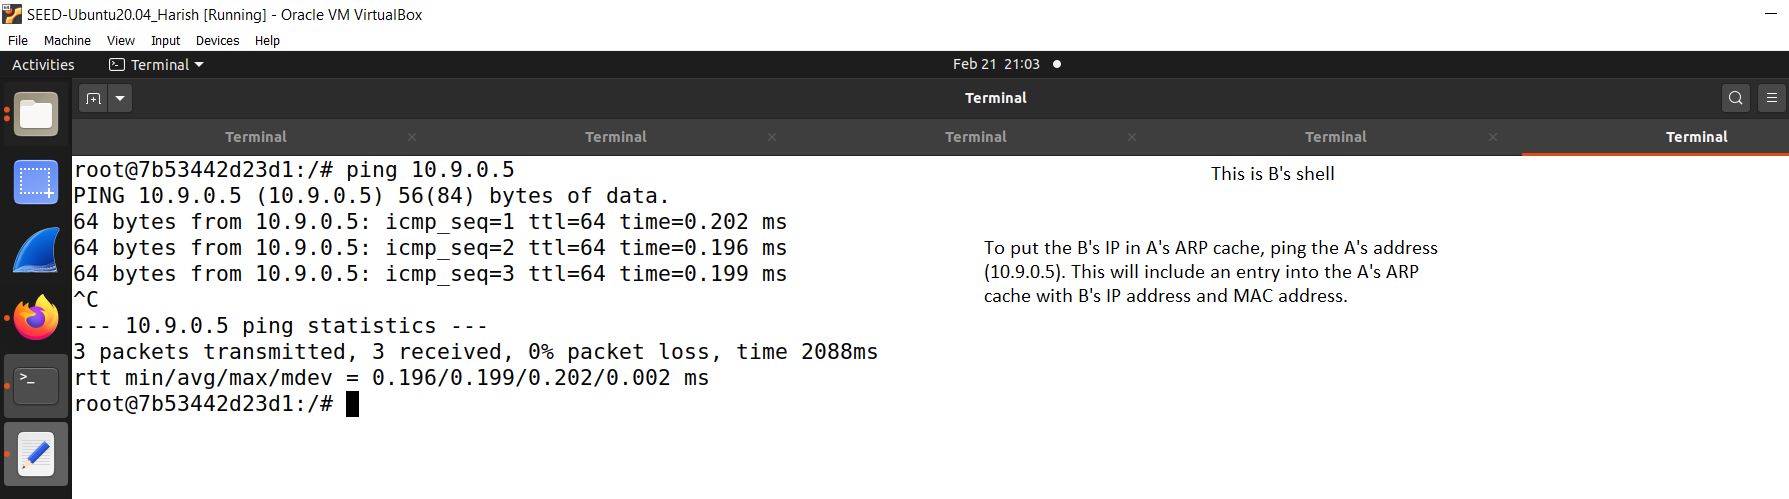 SEED-Ubuntu20.04_Harish [Running] - Oracle VM VirtualBox
File Machine View Input Devices Help
Activities Terminal Feb 21 21:03
Terminal
Terminal × Terminal × Terminal × Terminal × Terminal
root@7b53442d23d1:/# ping 10.9.0.5
PING 10.9.0.5 (10.9.0.5) 56(84) bytes of data.
64 bytes from 10.9.0.5: icmp_seq=1 ttl=64 time=0.202 ms
64 bytes from 10.9.0.5: icmp_seq=2 ttl=64 time=0.196 ms
64 bytes from 10.9.0.5: icmp_seq=3 ttl=64 time=0.199 ms
^C
--- 10.9.0.5 ping statistics ---
3 packets transmitted, 3 received, 0% packet loss, time 2088ms
rtt min/avg/max/mdev = 0.196/0.199/0.202/0.002 ms
root@7b53442d23d1:/#
This is B's shell
To put the B's IP in A's ARP cache, ping the A's address
(10.9.0.5). This will include an entry into the A's ARP
cache with B's IP address and MAC address.